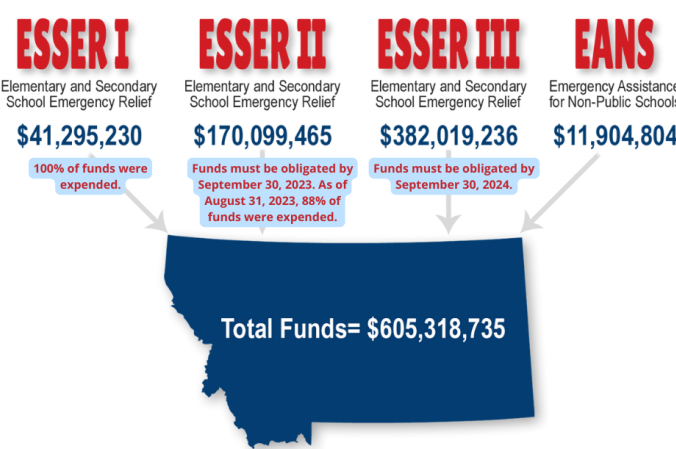 ESSER I
Elementary and Secondary
School Emergency Relief
$41,295,230
100% of funds were
expended.
ESSER II
Elementary and Secondary
School Emergency Relief
$170,099,465
Funds must be obligated by
September 30, 2023. As of
August 31, 2023, 88% of
funds were expended.
ESSER III
Elementary and Secondary
School Emergency Relief
$382,019,236
Funds must be obligated by
September 30, 2024.
EANS
Emergency Assistance
for Non-Public Schools
$11,904,804
Total Funds= $605,318,735